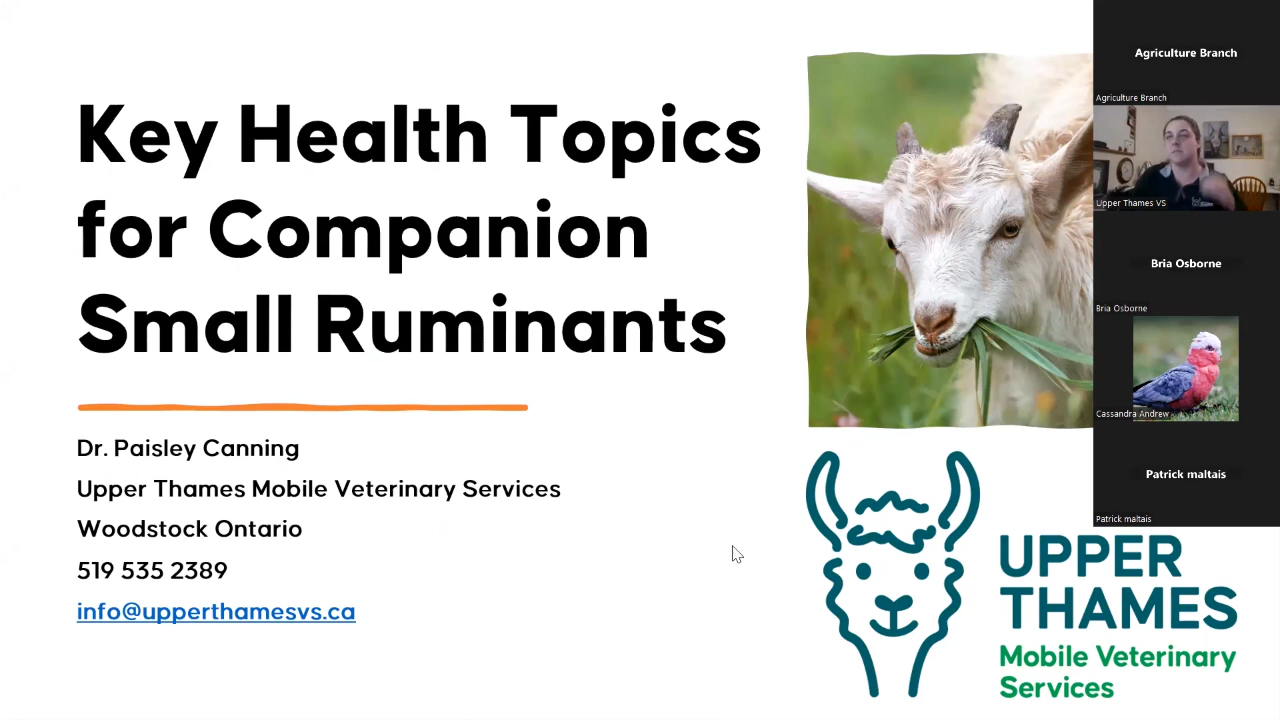 Key Health Topics
for Companion
Small Ruminants
Dr. Paisley Canning
Upper Thames Mobile Veterinary Services
Woodstock Ontario
519 535 2389
info@upperthamesvs.ca
UPPER
THAMES
Mobile Veterinary
Services
Agriculture Branch
Agriculture Branch
Upper Thames VS
Bria Osborne
Bria Osborne
Cassandra Andrew
Patrick maltais
Patrick maltais